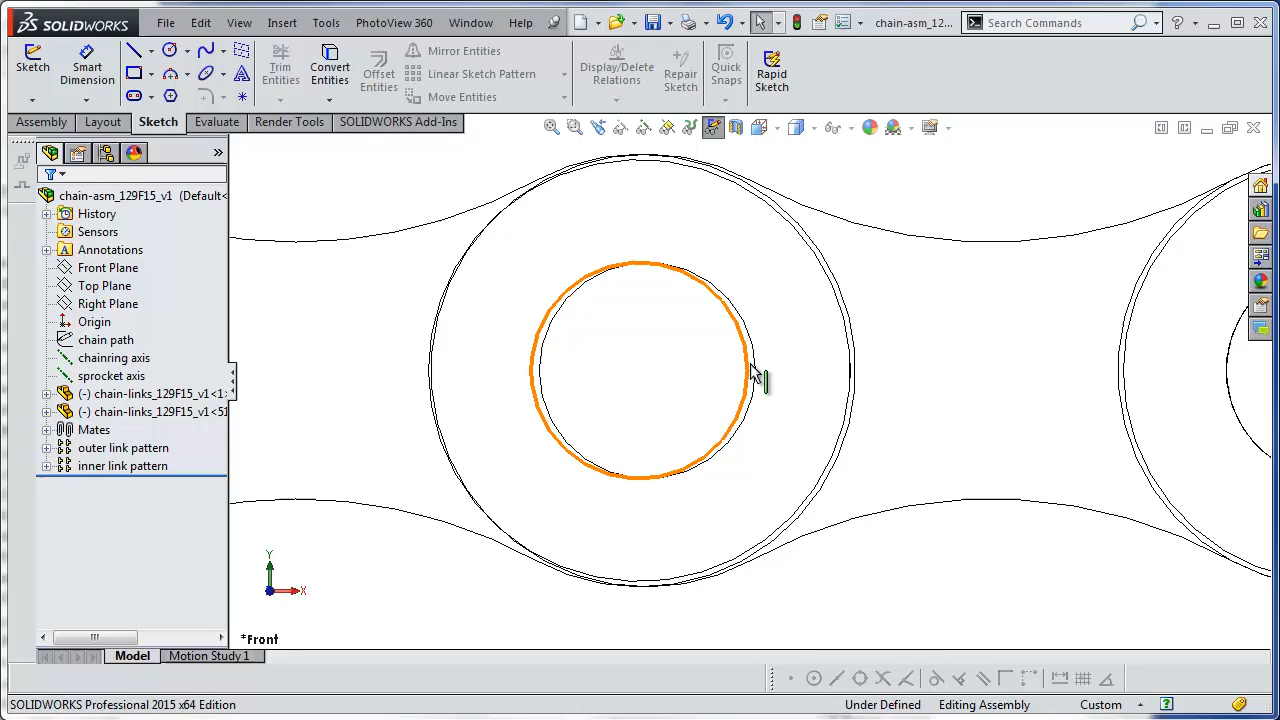 SOLIDWORKS File Edit View Insert Tools PhotoView 360 Window Help chain-asm_12... Search Commands
Sketch Smart Dimension Trim Entities Convert Entities Offset Entities Mirror Entities Linear Sketch Pattern Move Entities Display/Delete Relations Repair Sketch Quick Snaps Rapid Sketch
Assembly Layout Sketch Evaluate Render Tools SOLIDWORKS Add-Ins
chain-asm_129F15_v1 (Default<
History
Sensors
Annotations
Front Plane
Top Plane
Right Plane
Origin
chain path
chainring axis
sprocket axis
(-) chain-links_129F15_v1<1>
(-) chain-links_129F15_v1<51
Mates
outer link pattern
inner link pattern
Y
X
*Front
Model Motion Study 1
SOLIDWORKS Professional 2015 x64 Edition Under Defined Editing Assembly Custom